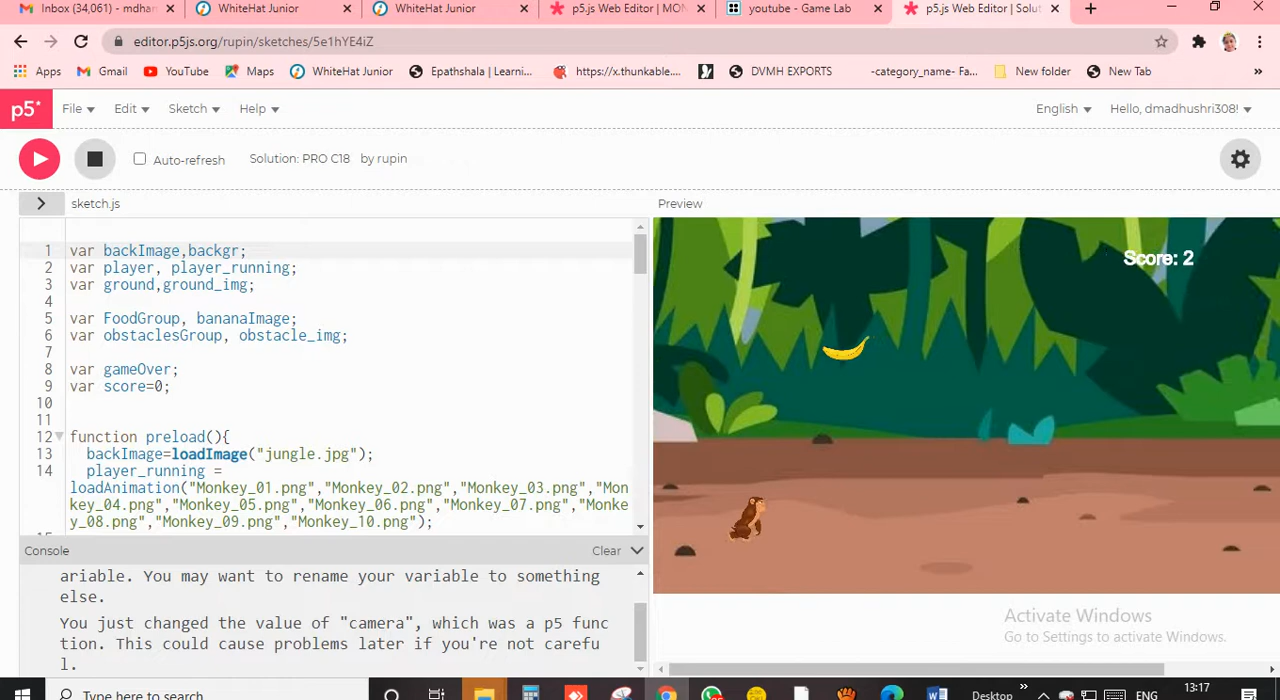 Inbox (34,061) - mdhan
WhiteHat Junior
WhiteHat Junior
p5.js Web Editor | MON
youtube - Game Lab
p5.js Web Editor | Solut
editor.p5js.org/rupin/sketches/5e1hYE4iZ
Apps
Gmail
YouTube
Maps
WhiteHat Junior
Epathshala | Learni...
https://x.thunkable....
DVMH EXPORTS
-category_name- Fa...
New folder
New Tab
»
p5*
File
Edit
Sketch
Help
English
Hello, dmadhushri308!
Auto-refresh
Solution: PRO C18
by rupin
sketch.js
Preview
1 var backImage,backgr;
2 var player, player_running;
3 var ground,ground_img;
4
5 var FoodGroup, bananaImage;
6 var obstaclesGroup, obstacle_img;
7
8 var gameOver;
9 var score=0;
10
11
12 function preload(){
13 backImage=loadImage("jungle.jpg");
14 player_running =
loadAnimation("Monkey_01.png","Monkey_02.png","Monkey_03.png","Mon
key_04.png","Monkey_05.png","Monkey_06.png","Monkey_07.png","Monke
y_08.png","Monkey_09.png","Monkey_10.png");
Score: 2
Console
Clear
ariable. You may want to rename your variable to something
else.
You just changed the value of "camera", which was a p5 func
tion. This could cause problems later if you're not carefu
l.
Activate Windows
Go to Settings to activate Windows.
Type here to search
Desktop
»
ENG
13:17